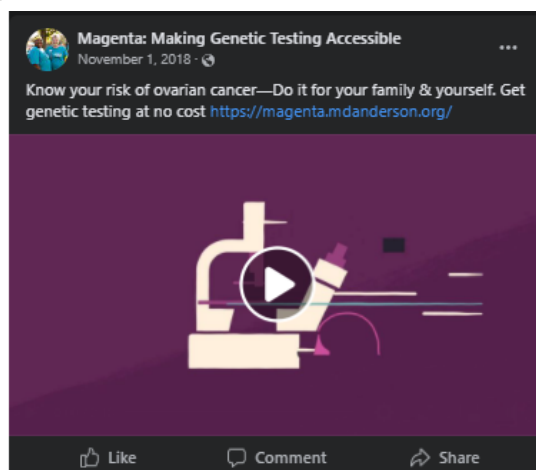 Magenta: Making Genetic Testing Accessible
November 1, 2018 ·
Know your risk of ovarian cancer—Do it for your family & yourself. Get
genetic testing at no cost https://magenta.mdanderson.org/
Like Comment Share